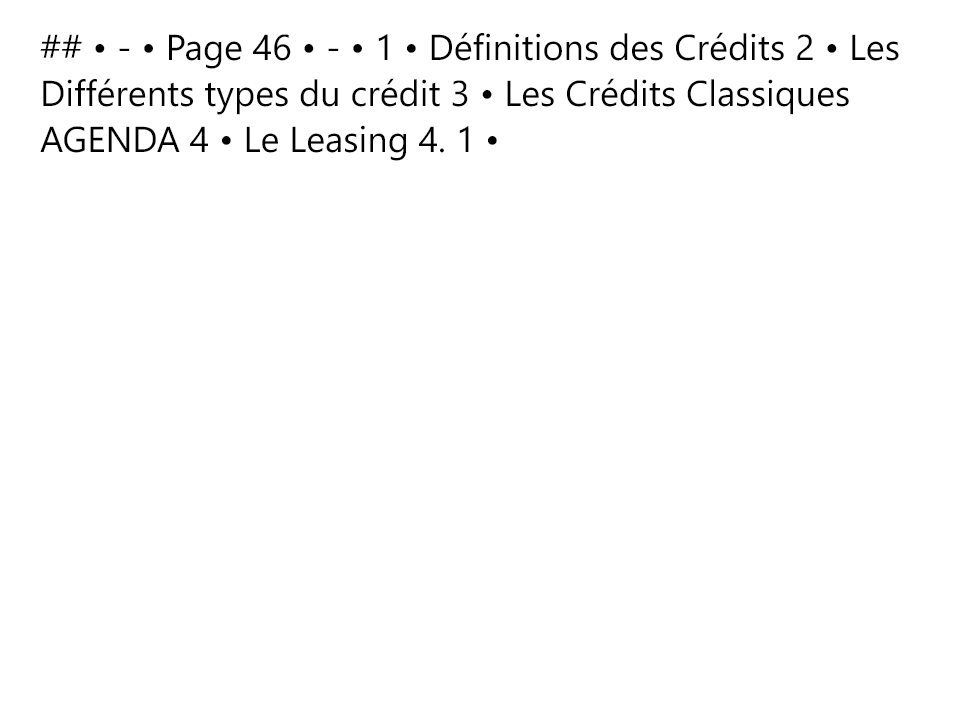 ## • - • Page 46 • - • 1 • Définitions des Crédits 2 • Les
Différents types du crédit 3 • Les Crédits Classiques
AGENDA 4 • Le Leasing 4. 1 •